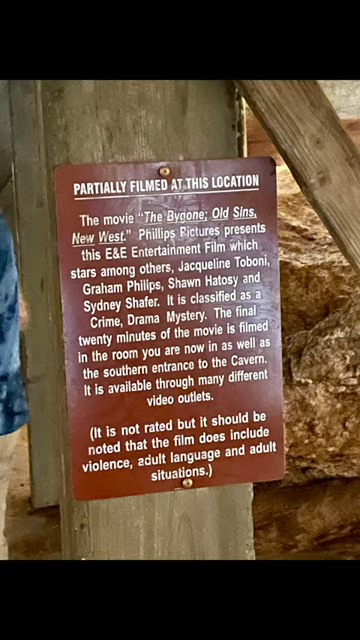 PARTIALLY FILMED AT THIS LOCATION
The movie "The Bygone; Old Sins,
New West." Phillips Pictures presents
this E&E Entertainment Film which
stars among others, Jacqueline Toboni,
Graham Philips, Shawn Hatosy and
Sydney Shafer. It is classified as a
Crime, Drama Mystery. The final
twenty minutes of the movie is filmed
in the room you are now in as well as
the southern entrance to the Cavern.
It is available through many different
video outlets.
(It is not rated but it should be
noted that the film does include
violence, adult language and adult
situations.)